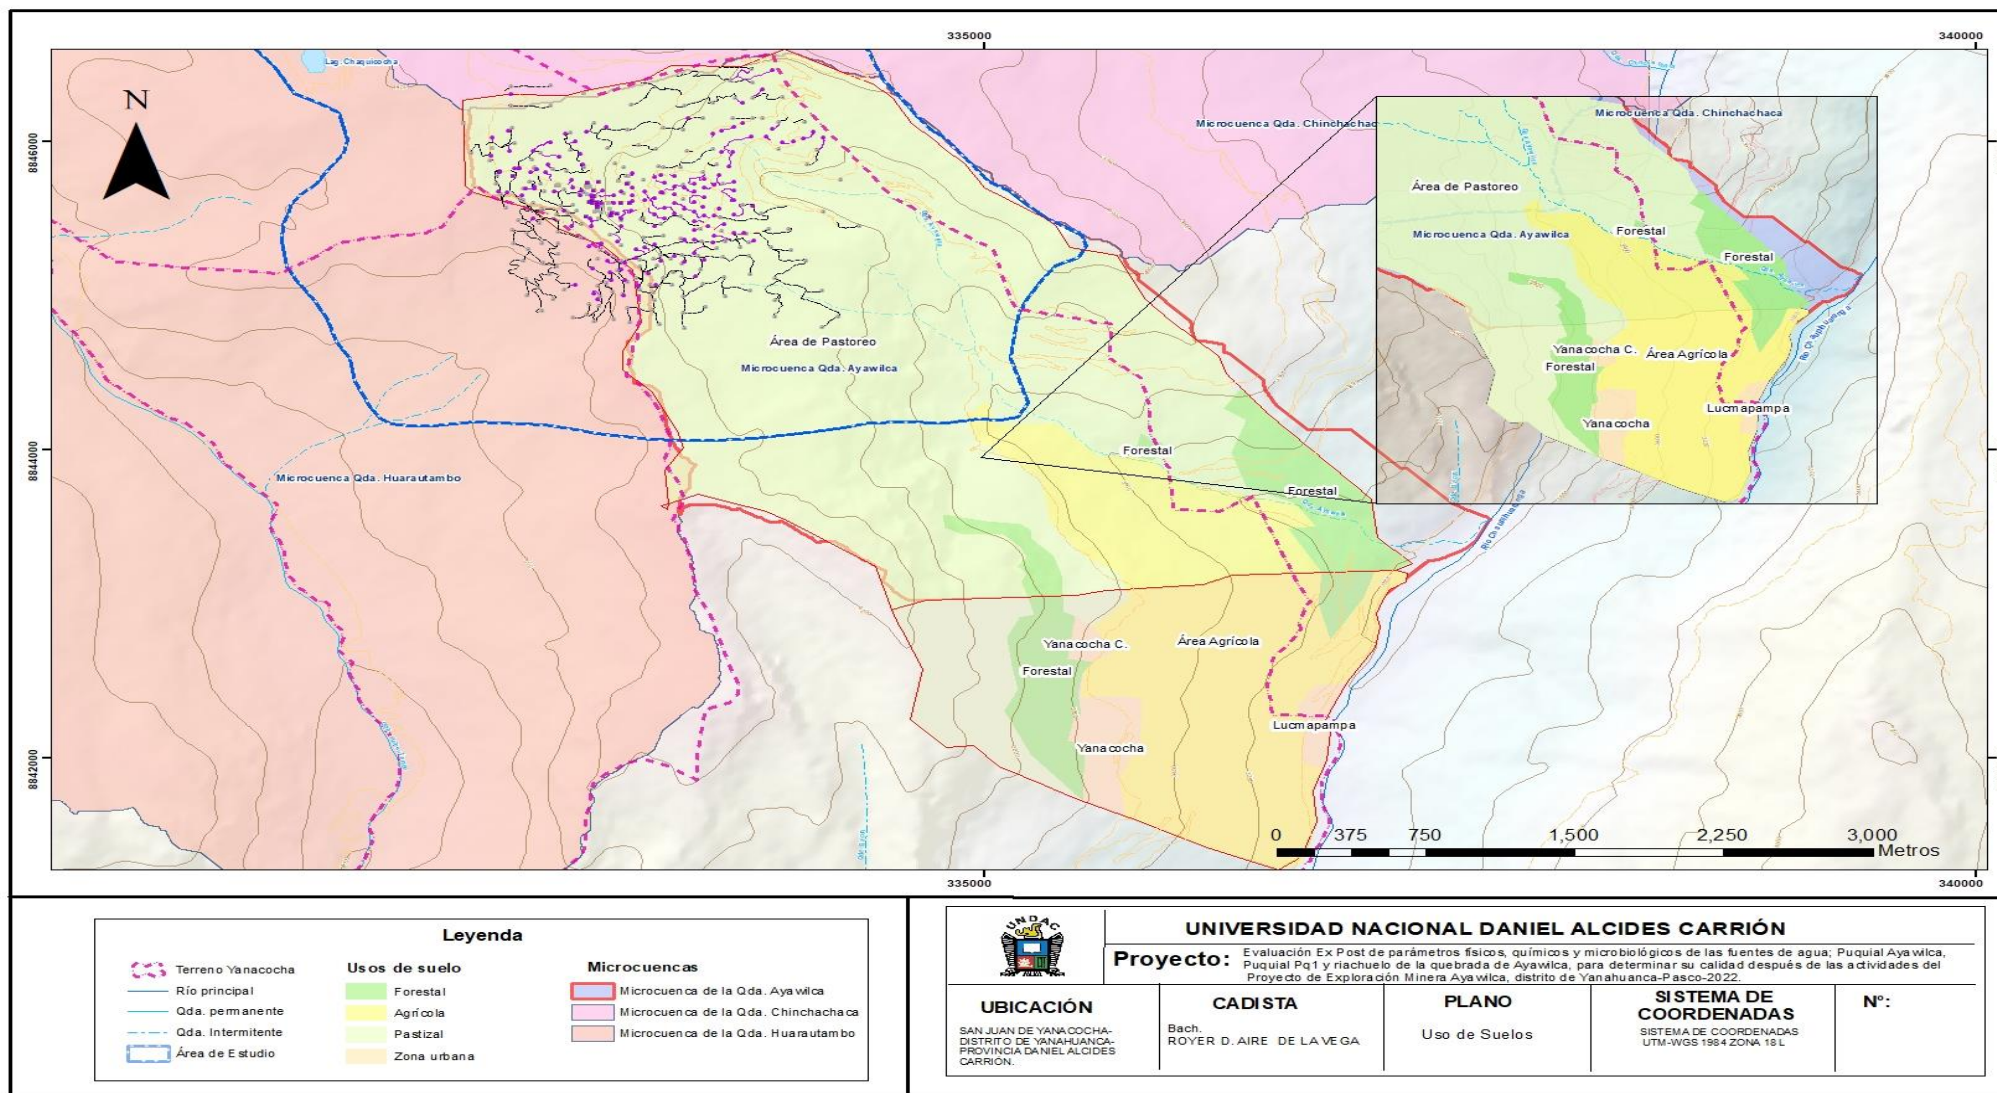 335000
340000
8846000
8844000
8842000
N
Lag. Chaquicocha
Microcuenca Qda. Chinchachac
Microcuenca Qda. Chinchachaca
Área de Pastoreo
Microcuenca Qda. Ayawilca
Forestal
Forestal
Yanacocha C.
Forestal
Área Agrícola
Lucmapampa
Yanacocha
Área de Pastoreo
Microcuenca Qda. Ayawilca
Microcuenca Qda. Huarautambo
Forestal
Forestal
Yanacocha C.
Área Agrícola
Forestal
Lucmapampa
Yanacocha
0 375 750 1,500 2,250 3,000
Metros
335000
340000
Leyenda
Terreno Yanacocha
Río principal
Qda. permanente
Qda. Intermitente
Área de Estudio
Usos de suelo
Forestal
Agrícola
Pastizal
Zona urbana
Microcuencas
Microcuenca de la Qda. Ayawilca
Microcuenca de la Qda. Chinchachaca
Microcuenca de la Qda. Huarautambo
UNDAC
UNIVERSIDAD NACIONAL DANIEL ALCIDES CARRIÓN
Proyecto: Evaluación Ex Post de parámetros físicos, químicos y microbiológicos de las fuentes de agua; Puquial Ayawilca,
Puquial Pq1 y riachuelo de la quebrada de Ayawilca, para determinar su calidad después de las actividades del
Proyecto de Exploración Minera Ayawilca, distrito de Yanahuanca-Pasco-2022.
UBICACIÓN
SAN JUAN DE YANACOCHA-
DISTRITO DE YANAHUANCA-
PROVINCIA DANIEL ALCIDES
CARRIÓN.
CADISTA
Bach.
ROYER D. AIRE DE LA VEGA
PLANO
Uso de Suelos
SISTEMA DE
COORDENADAS
SISTEMA DE COORDENADAS
UTM-WGS 1984 ZONA 18 L
N°: